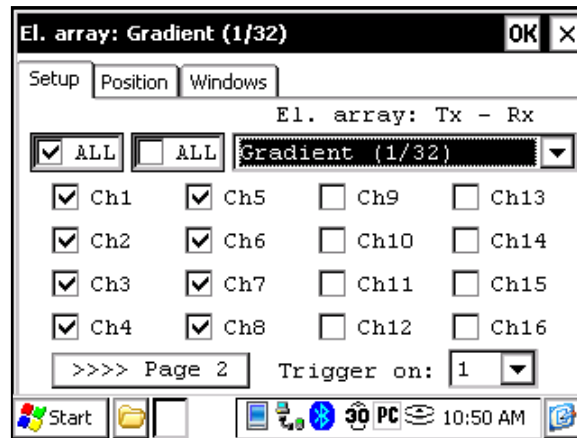 El. array: Gradient (1/32) OK ×
Setup Position Windows
El. array: Tx - Rx
ALL ALL Gradient (1/32)
Ch1 Ch5 Ch9 Ch13
Ch2 Ch6 Ch10 Ch14
Ch3 Ch7 Ch11 Ch15
Ch4 Ch8 Ch12 Ch16
>>>> Page 2 Trigger on: 1
Start 30 PC 10:50 AM